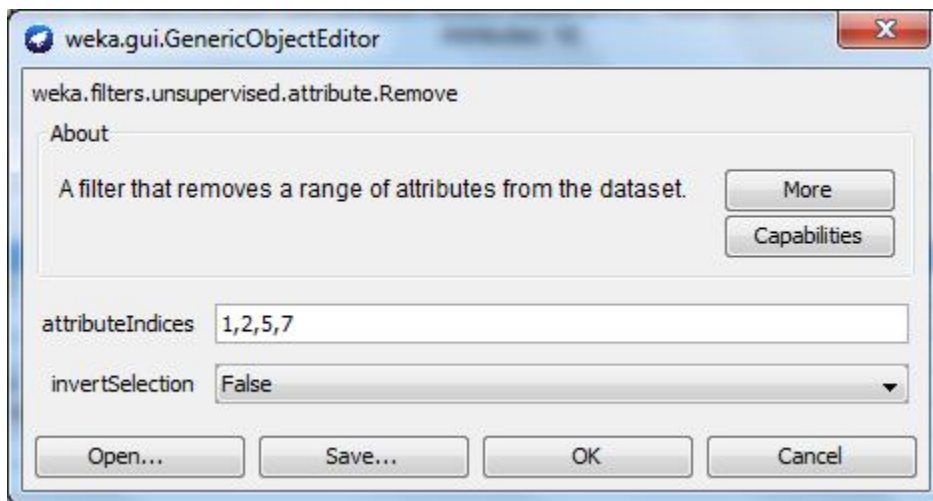 weka.gui.GenericObjectEditor
weka.filters.unsupervised.attribute.Remove
About
A filter that removes a range of attributes from the dataset.
More
Capabilities
attributeIndices 1,2,5,7
invertSelection False
Open... Save... OK Cancel